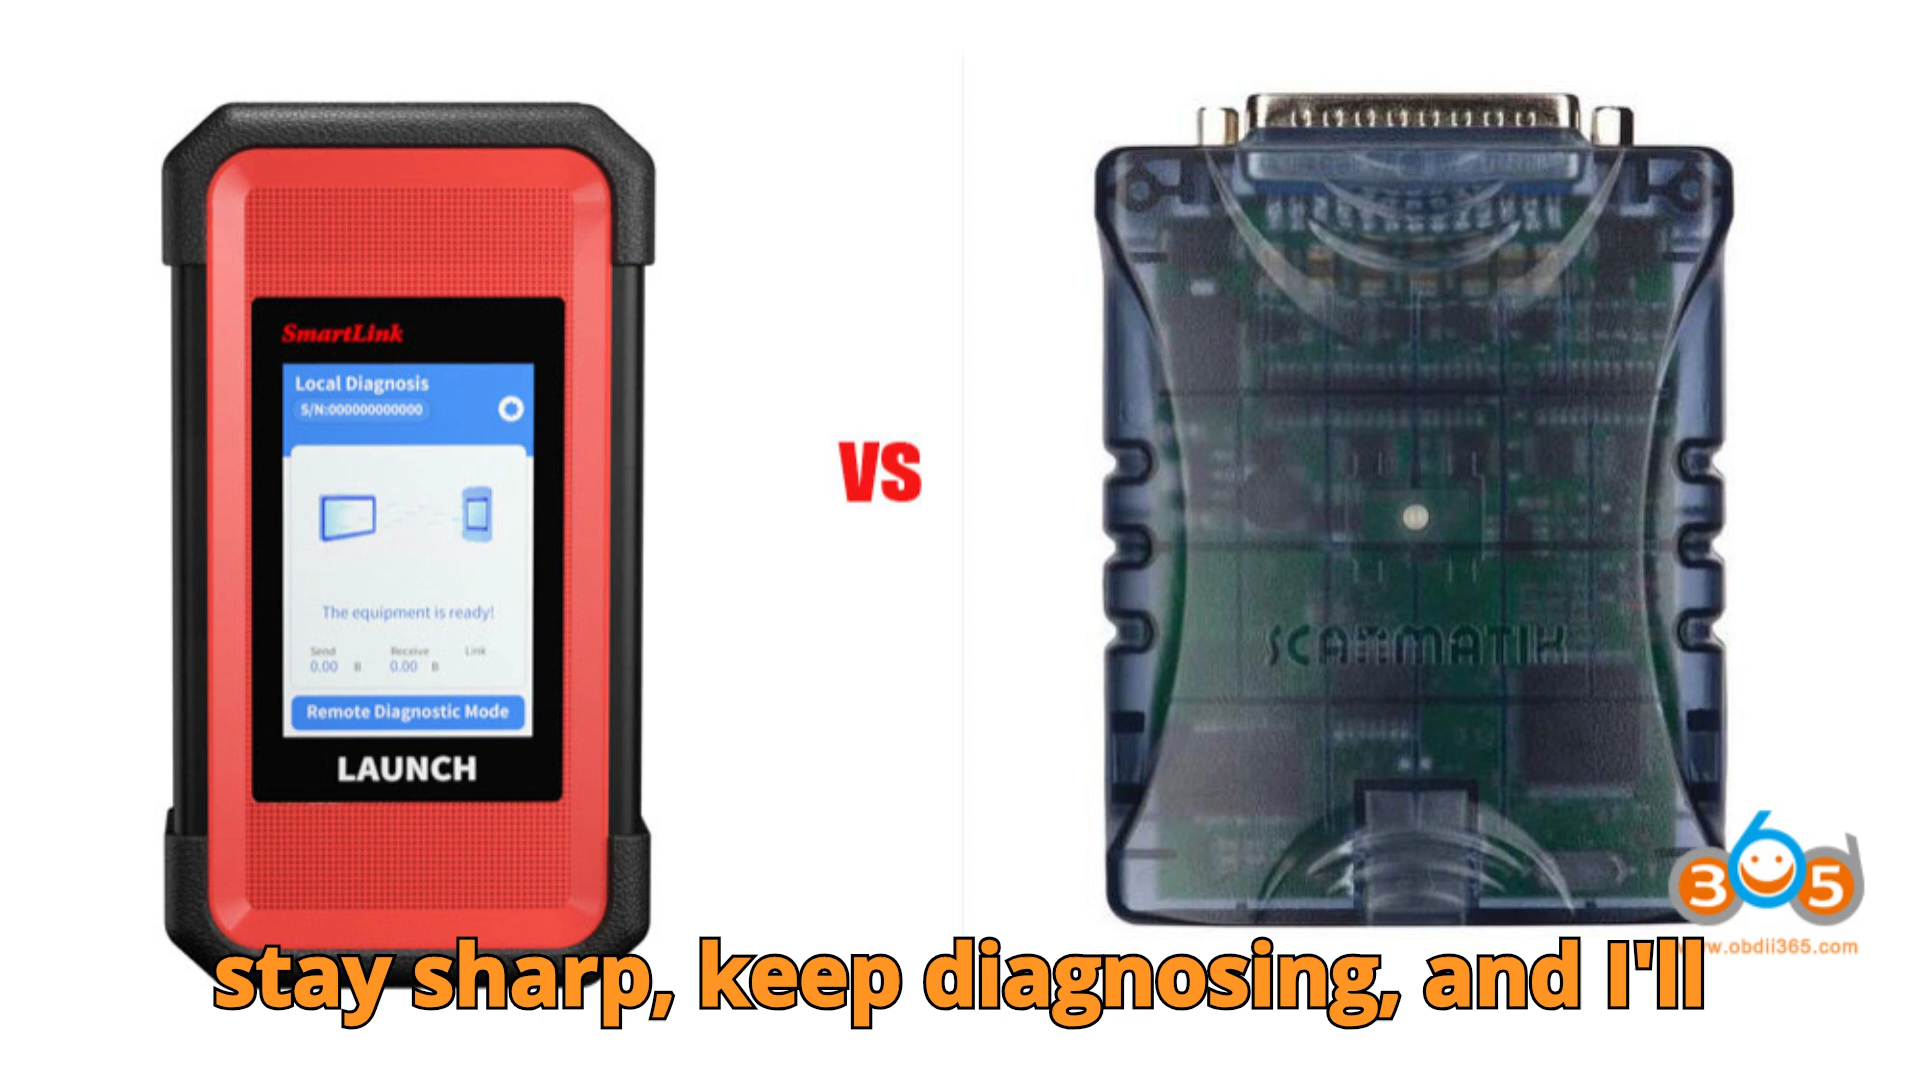 SmartLink
Local Diagnosis
S/N:000000000000
The equipment is ready!
Send Receive Link
0.00 B 0.00 B
Remote Diagnostic Mode
LAUNCH
VS
SCANMATIK
365
www.obdii365.com
stay sharp, keep diagnosing, and I'll